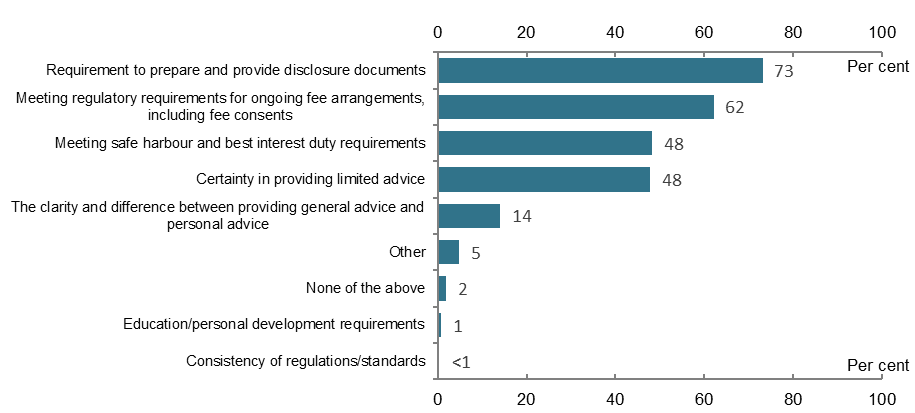 0 20 40 60 80 100
Per cent
Requirement to prepare and provide disclosure documents 73
Meeting regulatory requirements for ongoing fee arrangements,
including fee consents 62
Meeting safe harbour and best interest duty requirements 48
Certainty in providing limited advice 48
The clarity and difference between providing general advice and
personal advice 14
Other 5
None of the above 2
Education/personal development requirements 1
Consistency of regulations/standards <1
Per cent
0 20 40 60 80 100